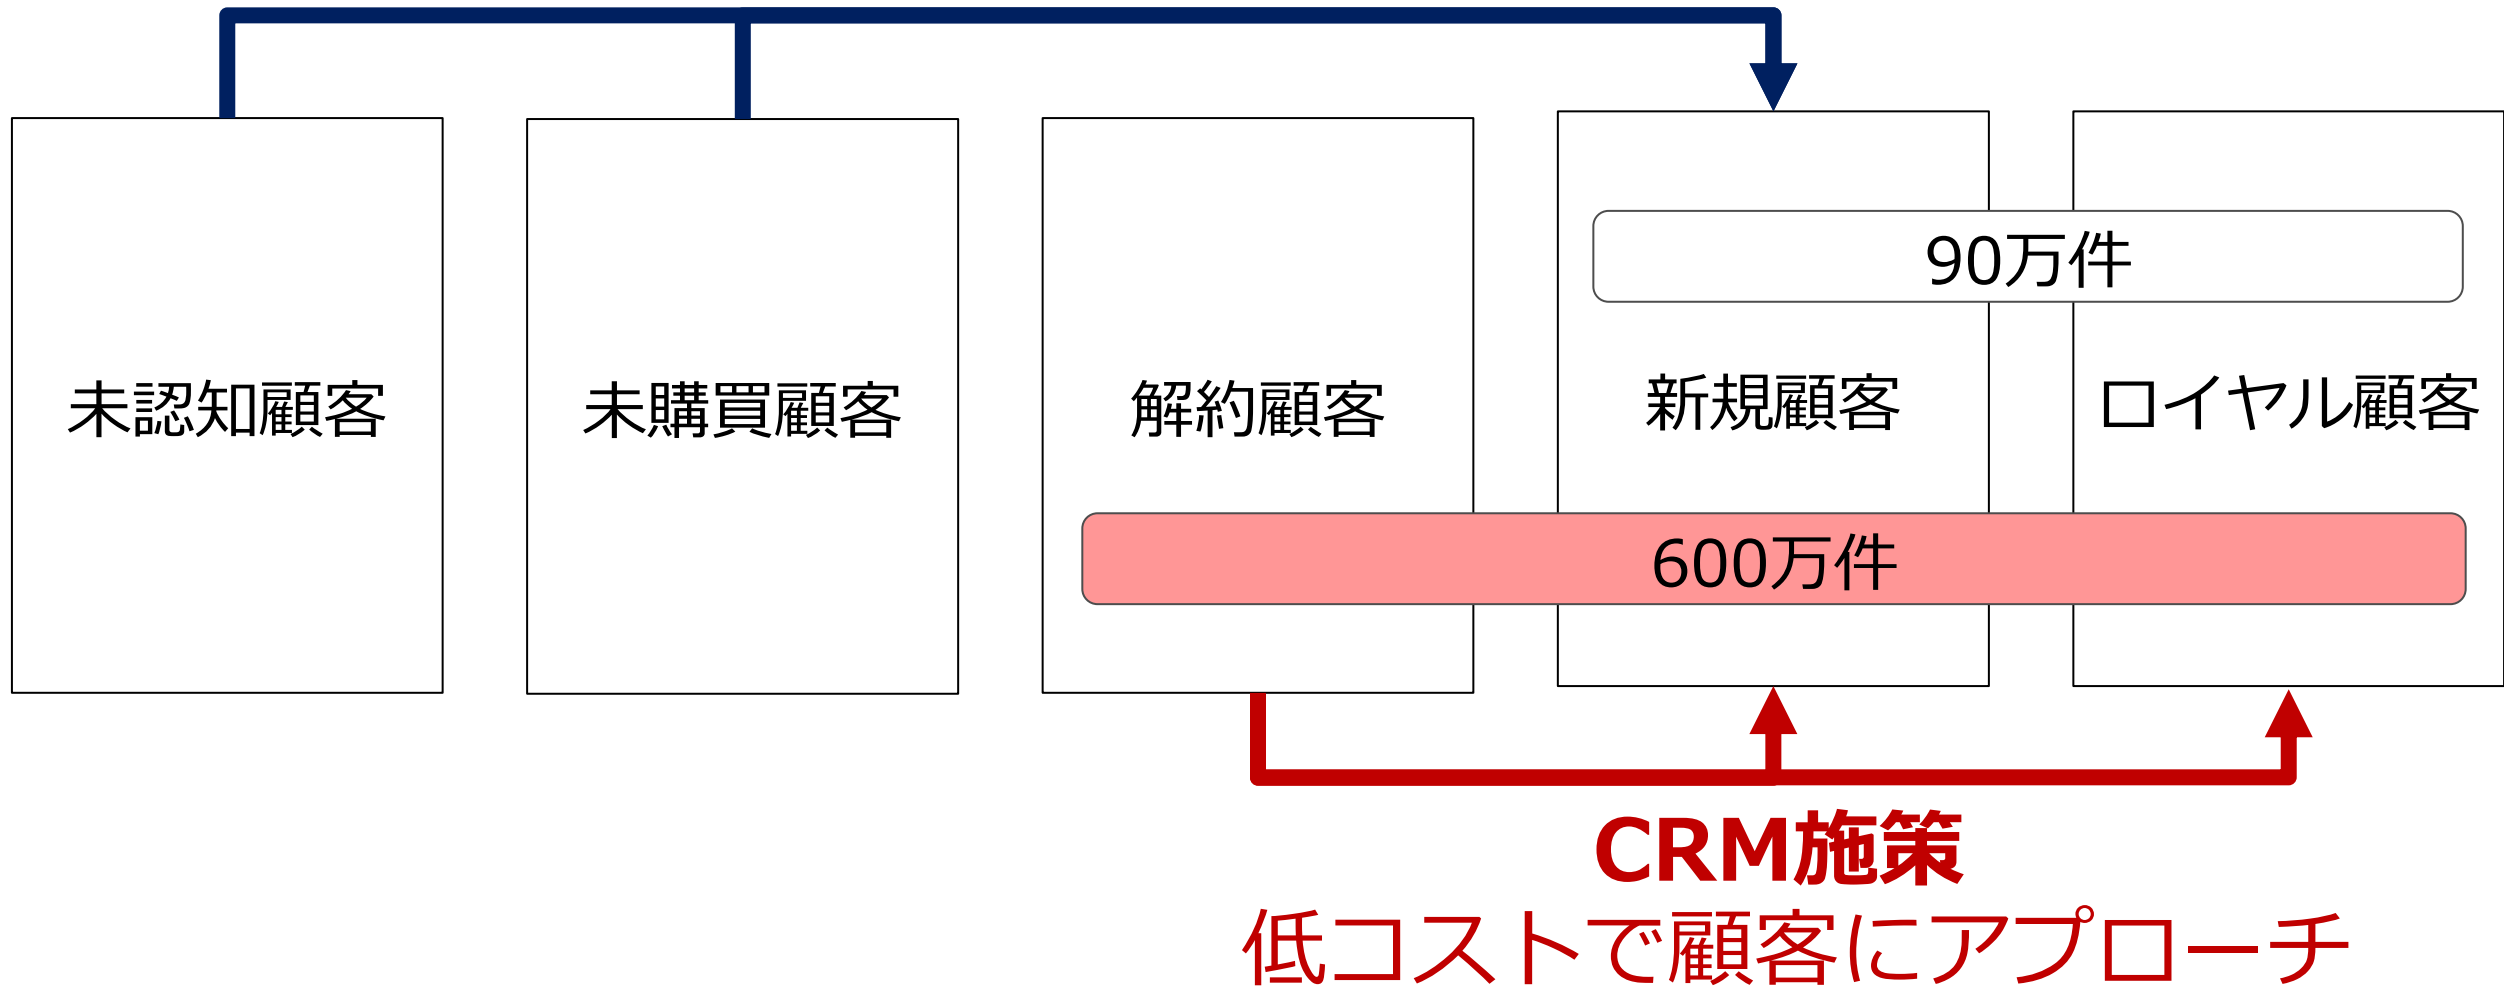 90万件
未認知顧客
未購買顧客
解約顧客
新規顧客
ロイヤル顧客
600万件
CRM施策
低コストで顧客にアプローチ